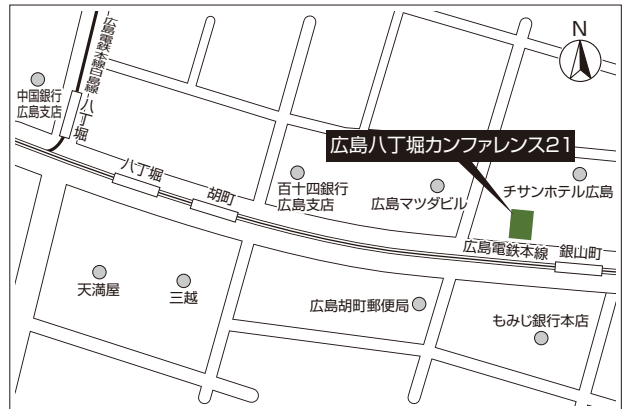 N
広島電鉄本線白島線
中国銀行
広島支店
八丁堀
広島八丁堀カンファレンス21
八丁堀
胡町
百十四銀行
広島支店
広島マツダビル
チサンホテル広島
広島電鉄本線
銀山町
天満屋
三越
広島胡町郵便局
もみじ銀行本店